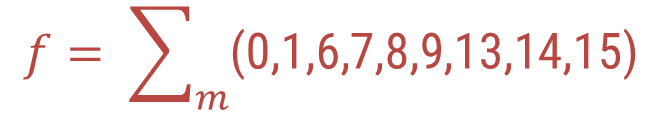 f = ∑m (0,1,6,7,8,9,13,14,15)